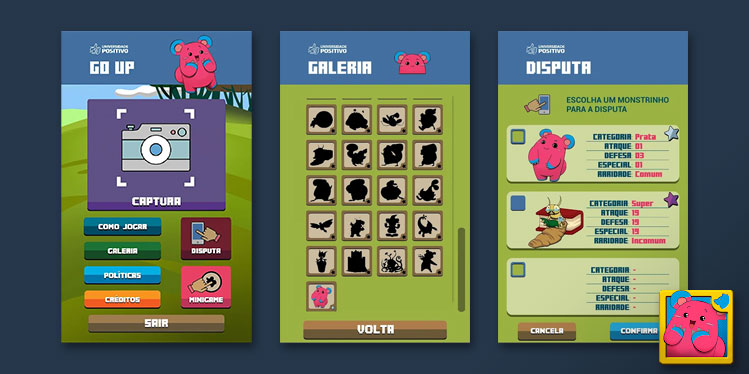 UNIVERSIDADE
POSITIVO
GO UP
CAPTURA
COMO JOGAR
GALERIA
POLÍTICAS
CREDITOS
DISPUTA
MINIGAME
SAIR
UNIVERSIDADE
POSITIVO
GALERIA
VOLTA
UNIVERSIDADE
POSITIVO
DISPUTA
ESCOLHA UM MONSTRINHO
PARA A DISPUTA
CATEGORIA Prata
ATAQUE 01
DEFESA 03
ESPECIAL 01
RARIDADE Comum
CATEGORIA Super
ATAQUE 19
DEFESA 19
ESPECIAL 19
RARIDADE Incomum
CATEGORIA -
ATAQUE -
DEFESA -
ESPECIAL -
RARIDADE -
CANCELA
CONFIRMA